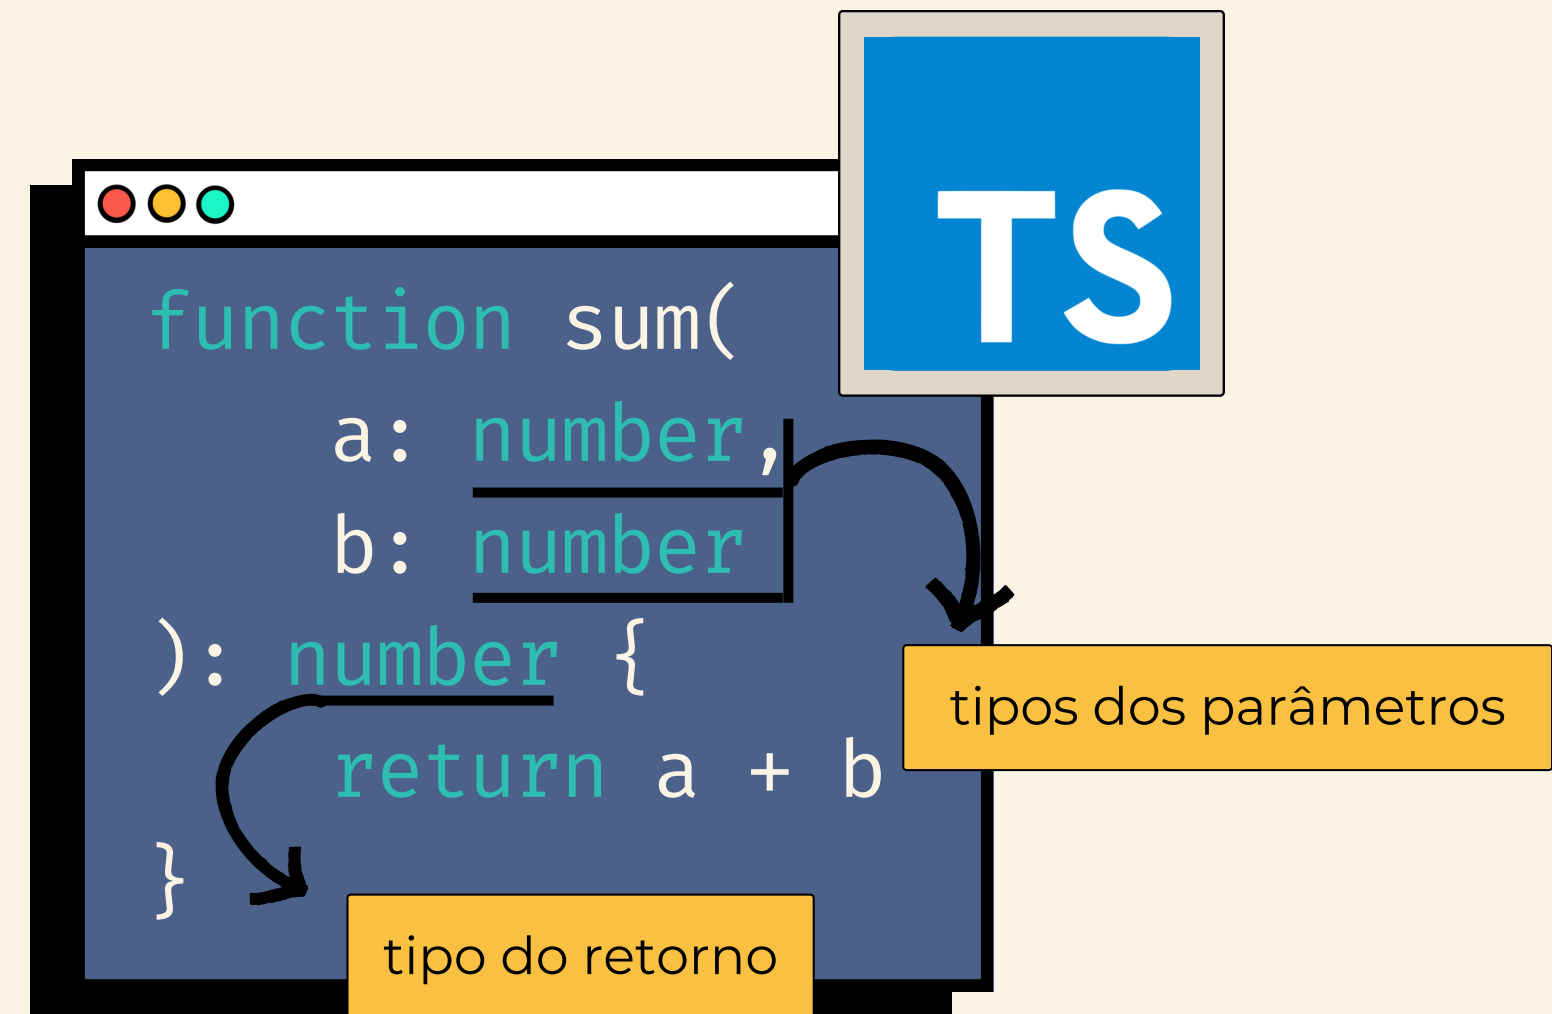 TS
function sum(
a: number,
b: number
): number {
return a + b
}
tipos dos parâmetros
tipo do retorno